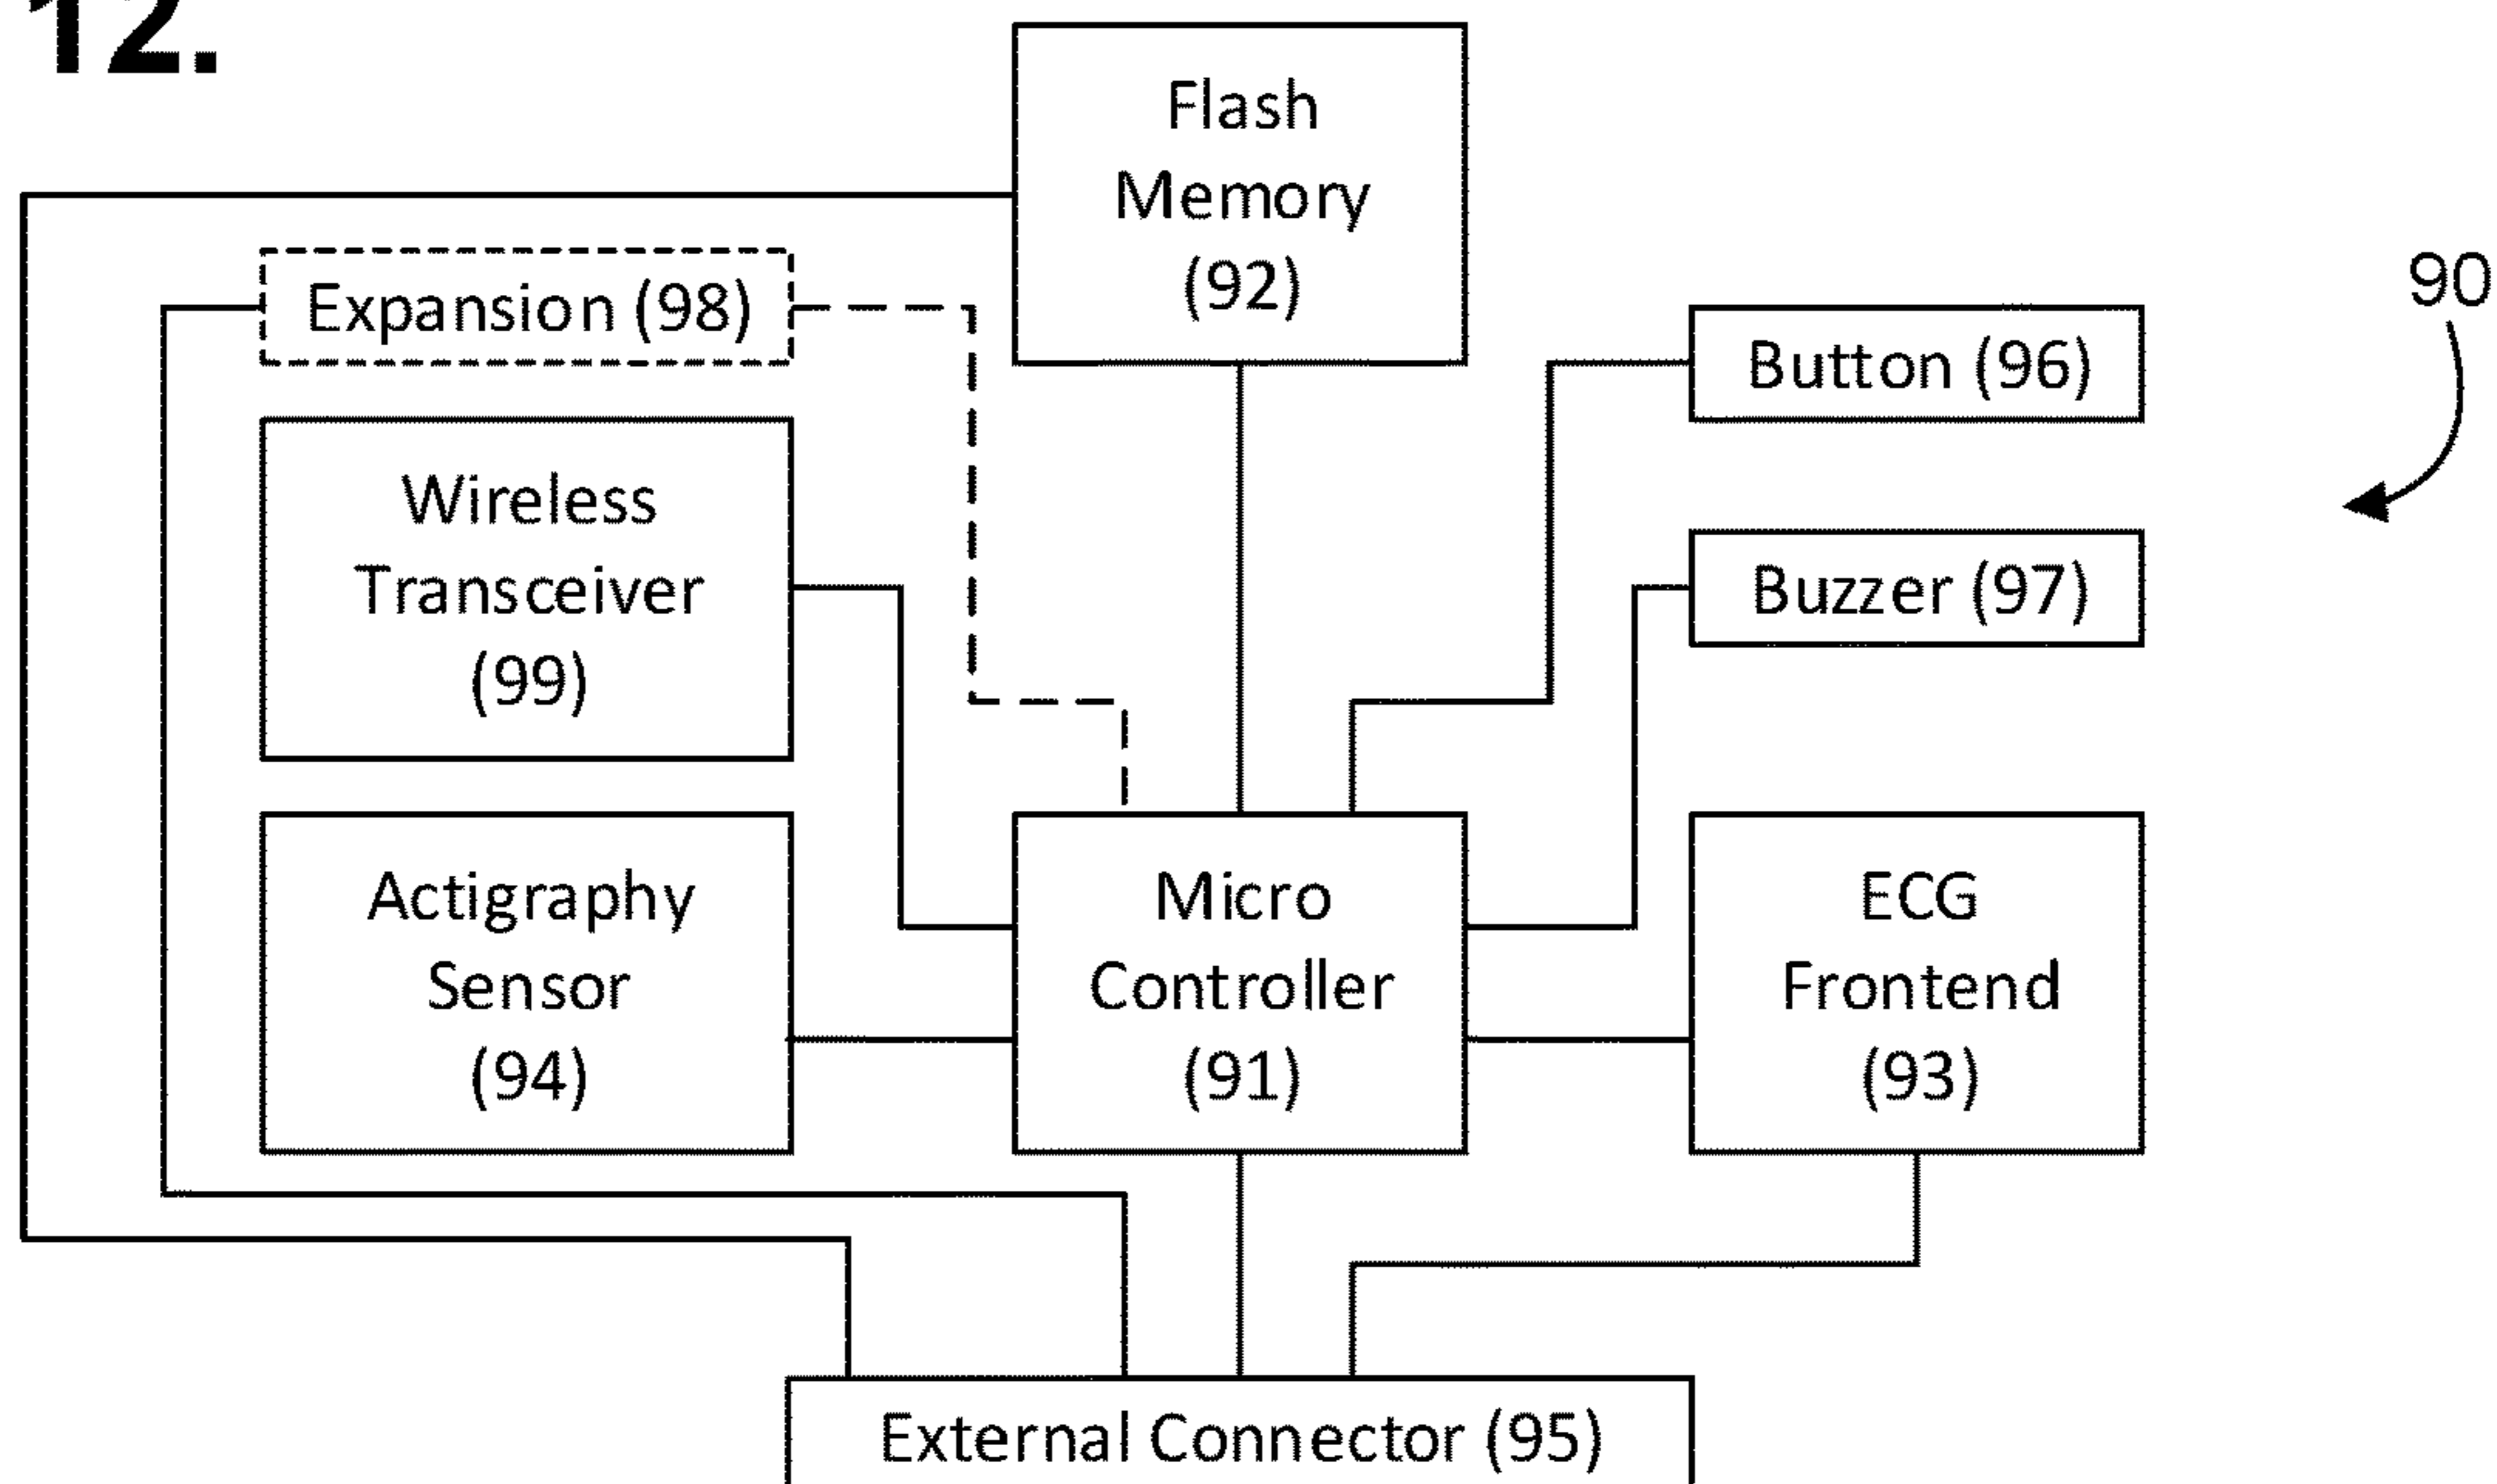 12.
Flash
Memory
(92)
Expansion (98)
90
Button (96)
Wireless
Transceiver
(99)
Buzzer (97)
Actigraphy
Sensor
(94)
Micro
Controller
(91)
ECG
Frontend
(93)
External Connector (95)